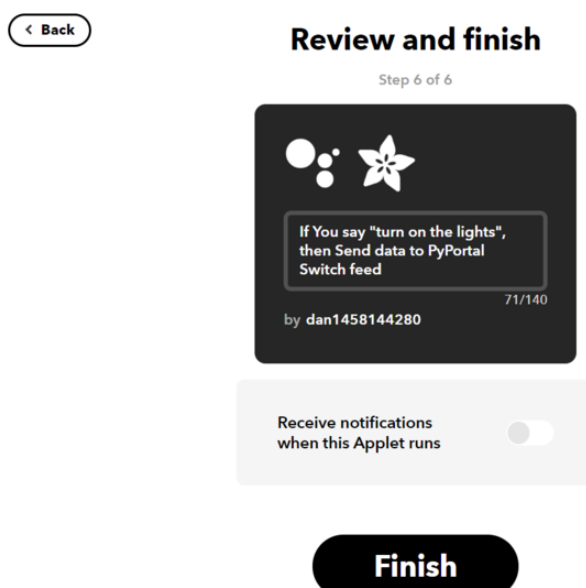 < Back
Review and finish
Step 6 of 6
If You say "turn on the lights",
then Send data to PyPortal
Switch feed
71/140
by dan1458144280
Receive notifications
when this Applet runs
Finish